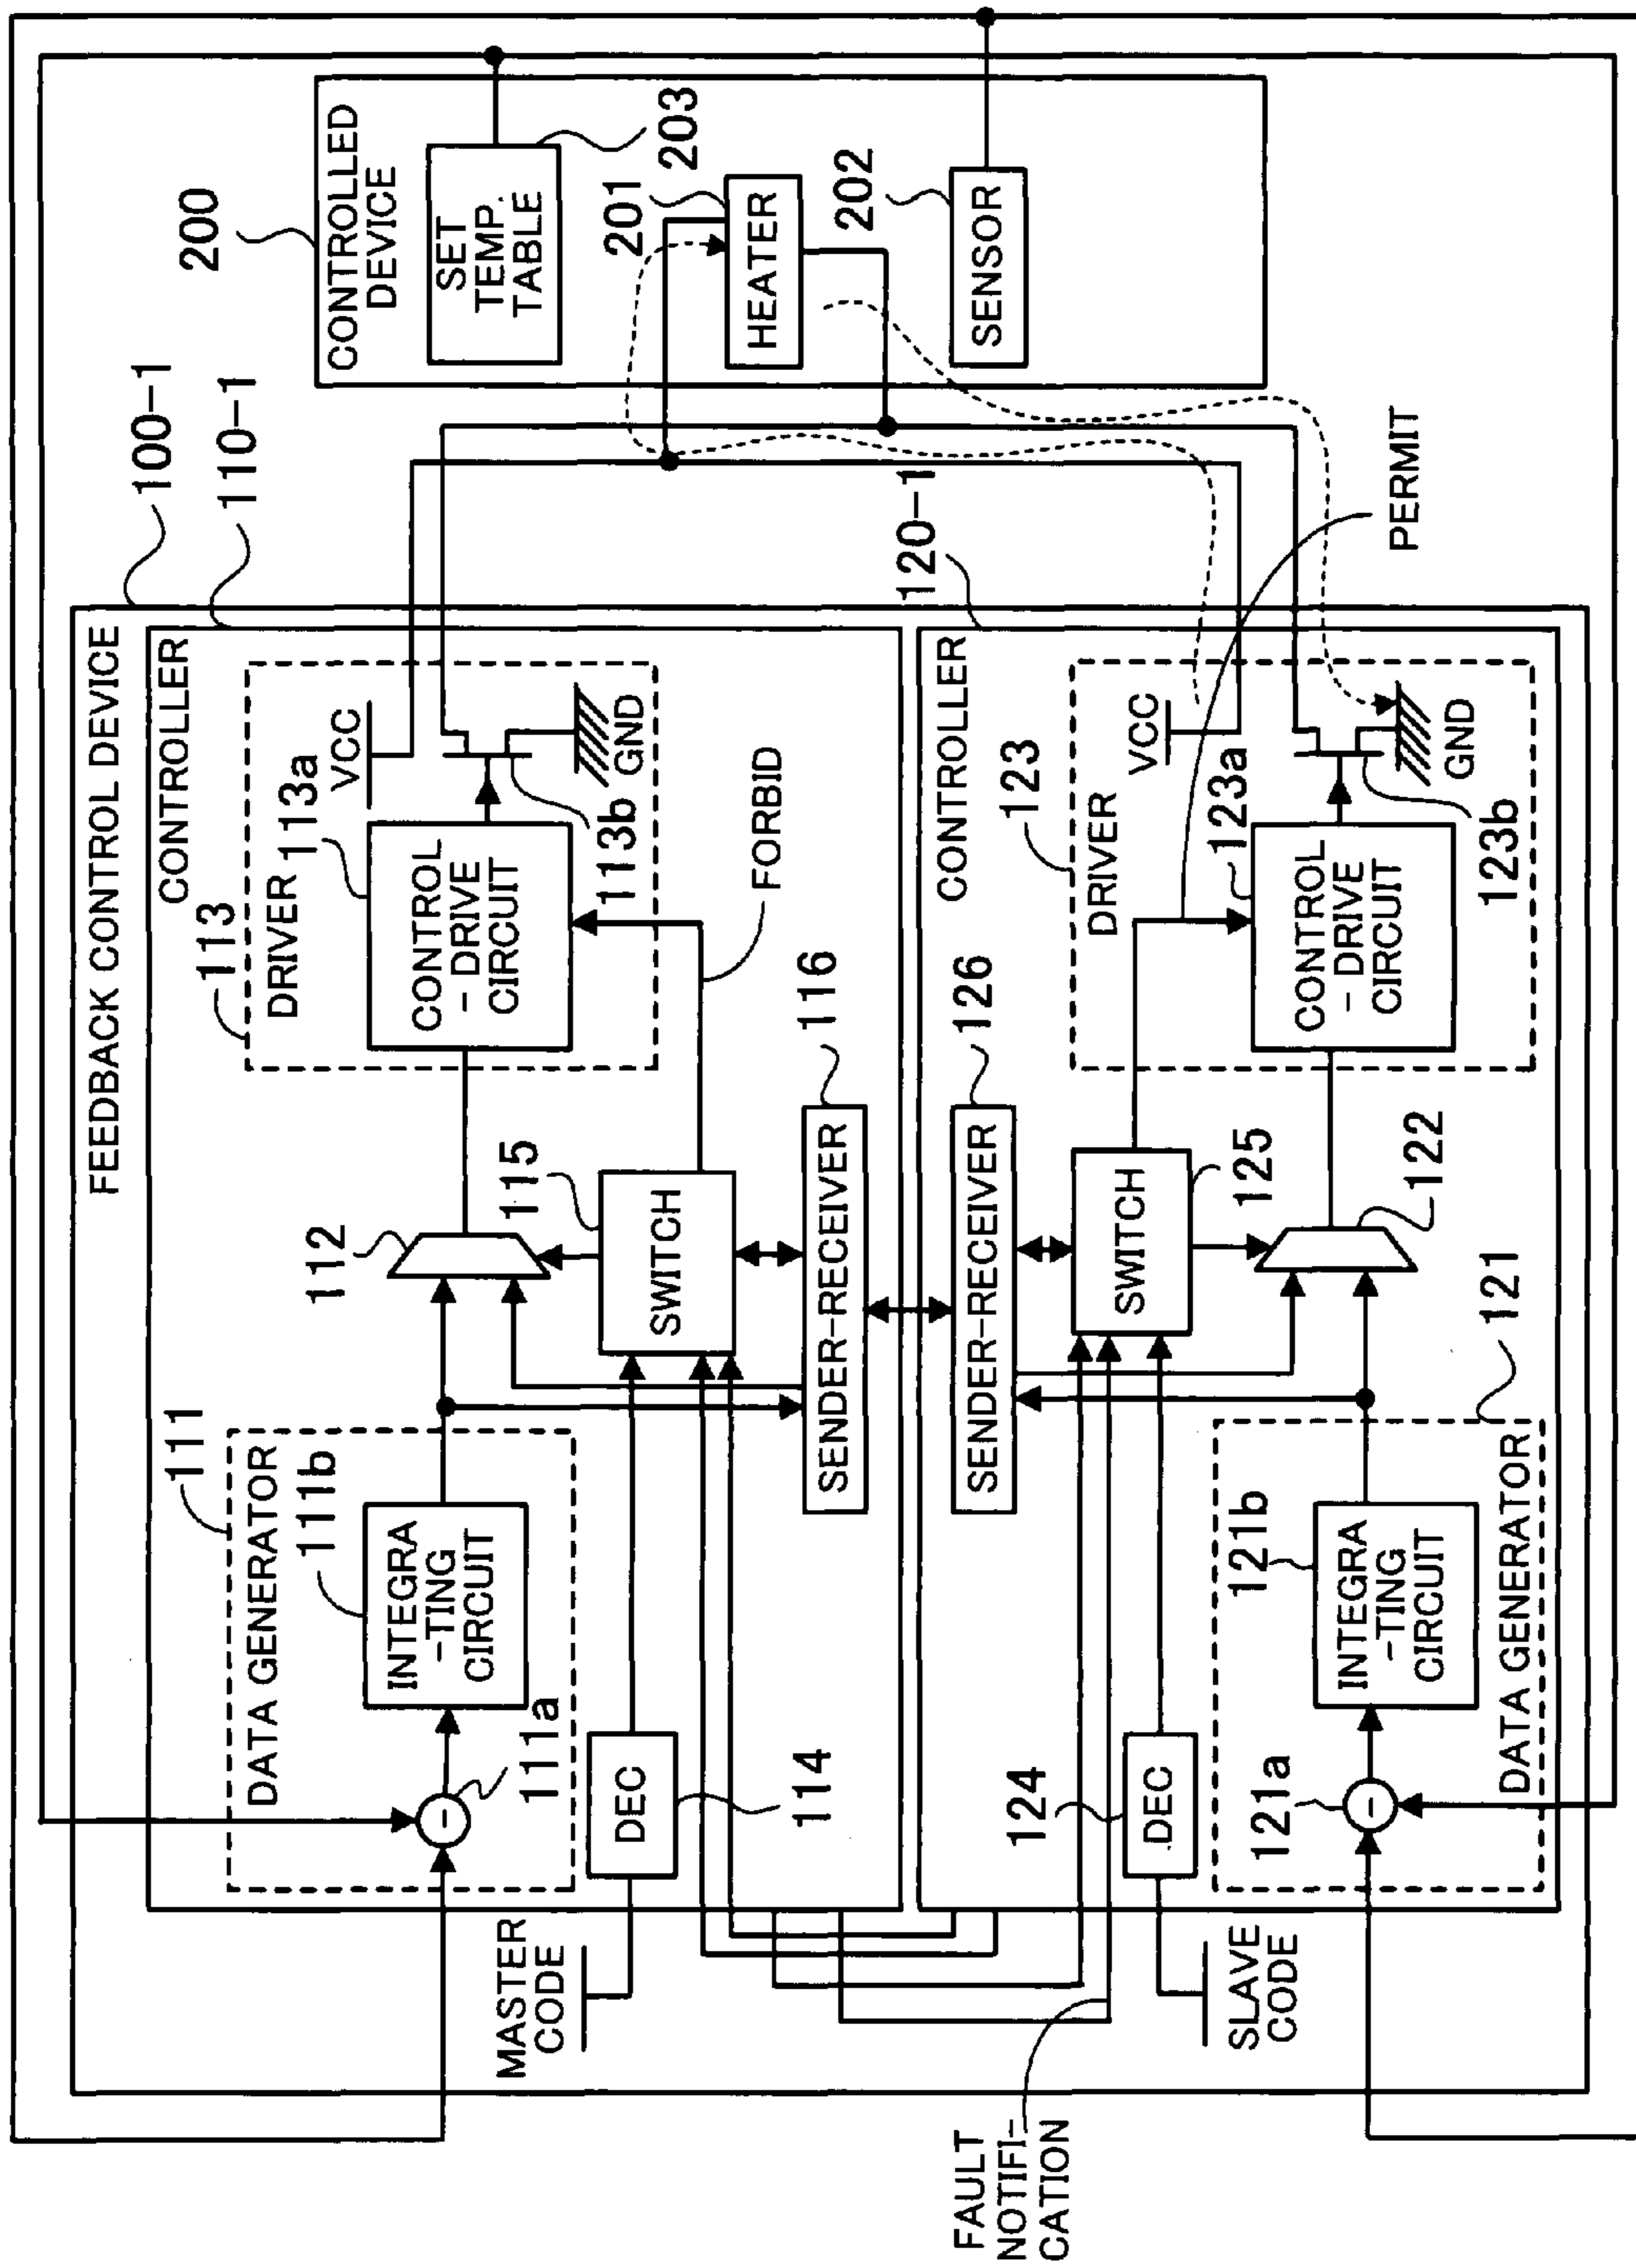 FEEDBACK CONTROL DEVICE
100-1
CONTROLLER
110-1
111
DATA GENERATOR
111b
INTEGRA
-TING
CIRCUIT
111a
112
113
DRIVER
113a
CONTROL
- DRIVE
CIRCUIT
VCC
113b
GND
FORBID
115
SWITCH
116
SENDER-RECEIVER
DEC
114
MASTER
CODE
200
CONTROLLED
DEVICE
SET
TEMP.
TABLE
203
201
HEATER
202
SENSOR
CONTROLLER
120-1
SENDER-RECEIVER
126
SWITCH
125
122
DRIVER
123
VCC
123a
CONTROL
- DRIVE
CIRCUIT
123b
GND
PERMIT
124
DEC
SLAVE
CODE
FAULT
NOTIFI-
CATION
121a
121b
INTEGRA
-TING
CIRCUIT
DATA GENERATOR
121